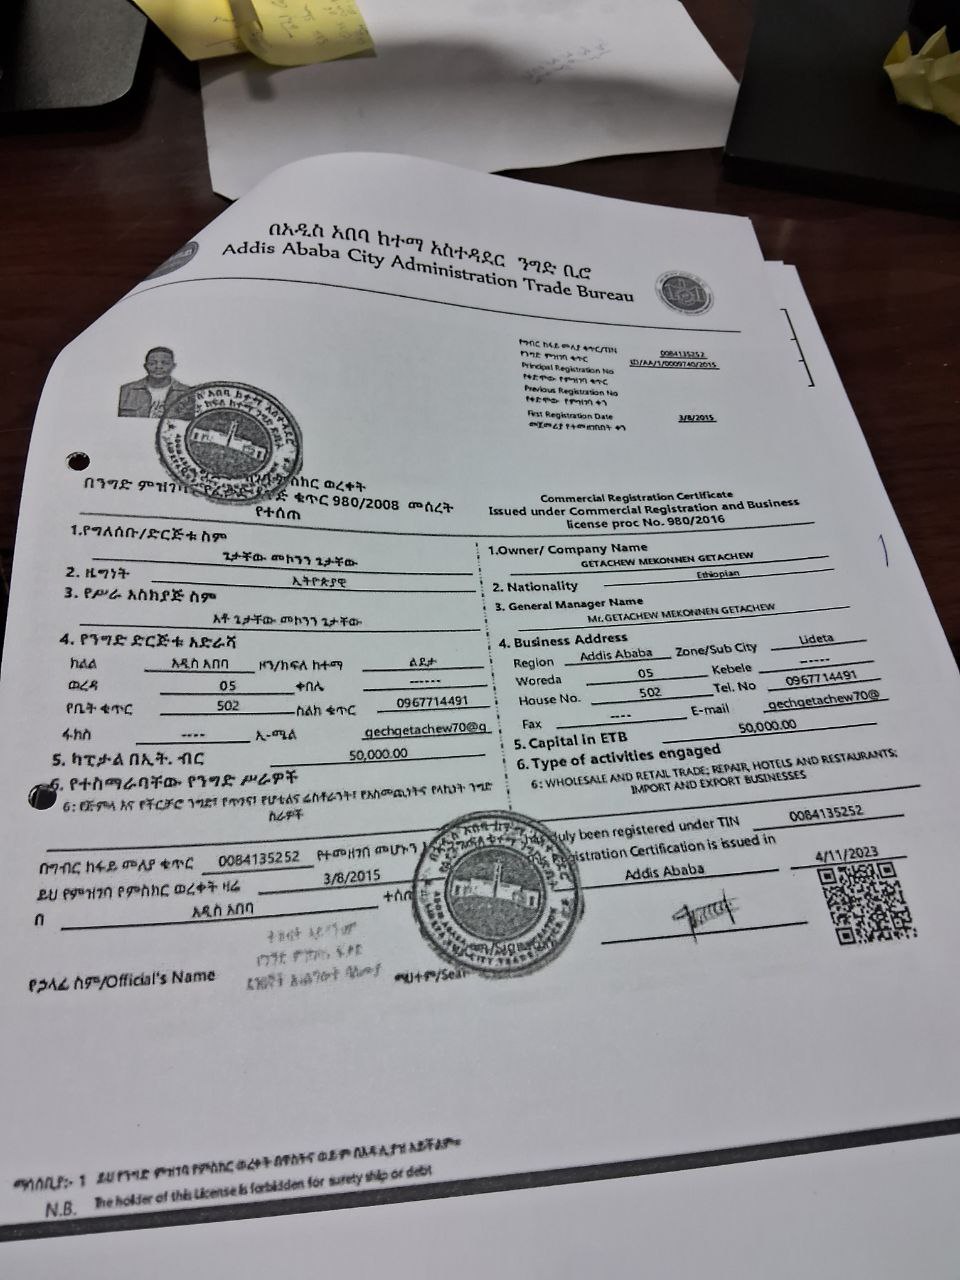 በአዲስ አበባ ከተማ አስተዳደር ንግድ ቢሮ
Addis Ababa City Administration Trade Bureau
የግብር ከፋይ መለያ ቁጥር/TIN 0084135252
የንግድ ምዝገባ ቁጥር
Principal Registration No /AA/1/0009740/2015
የቀድሞው የምዝገባ ቁጥር
Previous Registration No
የቀድሞው የምዝገባ ቀን
First Registration Date 3/8/2015
መጀመሪያ የተመዘገበበት ቀን
በንግድ ቁጥር 980/2008 መሰረት
የተሰጠ
Commercial Registration Certificate
Issued under Commercial Registration and Business
license proc No. 980/2016
1.የግለሰቡ/ድርጅቱ ስም
ጌታቸው መኮንን ጌታቸው
2. ዜግነት ኢትዮጵያዊ
3. የሥራ አስኪያጅ ስም
አቶ ጌታቸው መኮንን ጌታቸው
4. የንግድ ድርጅቱ አድራሻ
ክልል አዲስ አበባ ዞን/ክፍለ ከተማ ልደታ
ወረዳ 05 ቀበሌ ------
የቤት ቁጥር 502 ስልክ ቁጥር 0967714491
ፋክስ ---- ኢ-ሜል gechgetachew70@g
5. ካፒታል በኢት. ብር 50,000.00
6. የተሰማራባቸው የንግድ ሥራዎች
6: የጅምላ እና የችርቻሮ ንግድ፣ የጥገና፣ የሆቴልና ሬስቶራንት፣ የአስመጪነትና የላኪነት ንግድ
ስራዎች
1.Owner/ Company Name
GETACHEW MEKONNEN GETACHEW
2. Nationality Ethiopian
3. General Manager Name
Mr. GETACHEW MEKONNEN GETACHEW
4. Business Address
Region Addis Ababa Zone/Sub City Lideta
Woreda 05 Kebele -----
House No. 502 Tel. No 0967714491
Fax ---- E-mail gechgetachew70@
5. Capital in ETB 50,000.00
6. Type of activities engaged
6: WHOLESALE AND RETAIL TRADE; REPAIR, HOTELS AND RESTAURANTS;
IMPORT AND EXPORT BUSINESSES
በግብር ከፋይ መለያ ቁጥር 0084135252 የተመዘገበ መሆኑን
ይህ የምዝገባ የምስክር ወረቀት ዛሬ 3/8/2015
በ አዲስ አበባ
duly been registered under TIN 0084135252
Registration Certification is issued in
Addis Ababa 4/11/2023
የኃላፊ ስም/Official's Name
ማህተም/Seal
ማሳሰቢያ:- 1 ይህ የንግድ ምዝገባ የምስክር ወረቀት በዋስትና ወይም በእዳ ሊያዝ አይችልም።
N.B. The holder of this License is forbidden for surety ship or debt